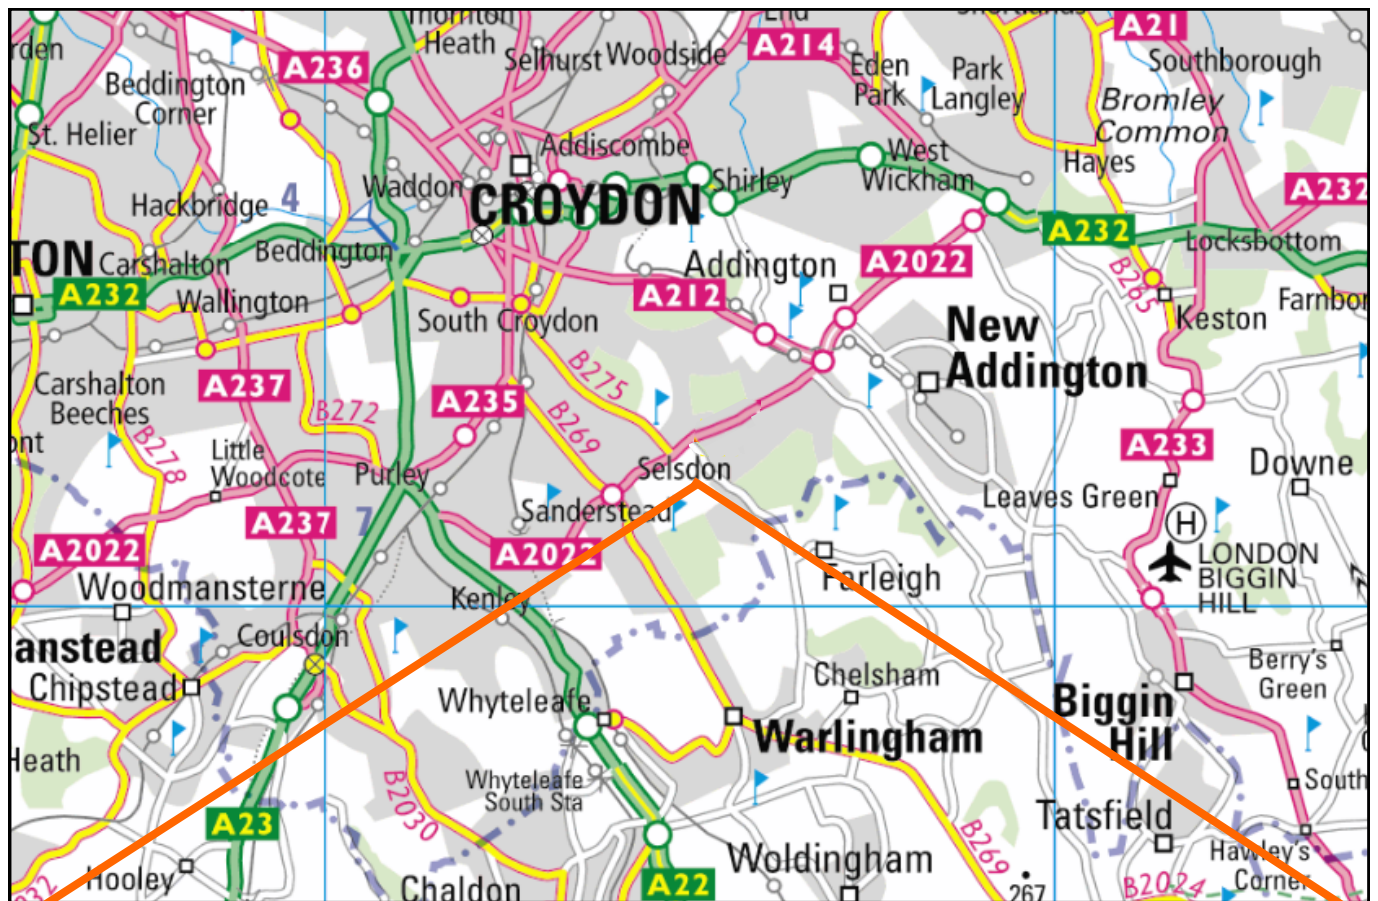 Thornton
Heath
Selhurst
Woodside
End
A214
A21
Southborough
A236
Beddington
Corner
Eden
Park
Park
Langley
Bromley
Common
St. Helier
Addiscombe
West
Wickham
Hayes
Hackbridge
4
Waddon
CROYDON
Shirley
A232
A232
Locksbottom
TON
Carshalton
Beddington
Addington
A2022
B265
A232
Wallington
A212
South Croydon
New
Addington
Keston
Farnbor
Carshalton
Beeches
A237
B272
A235
B275
B269
A233
ont
B278
Little
Woodcote
Purley
Selsdon
Downe
Leaves Green
A237
7
Sanderstead
H
A2022
A2022
LONDON
BIGGIN
HILL
Woodmansterne
Kenley
Farleigh
Coulsdon
anstead
Chipstead
Whyteleafe
Chelsham
Berry's
Green
Biggin
Hill
Warlingham
Heath
Whyteleafe
South Sta
South
B2030
Tatsfield
A23
B269
Hawley's
Corner
Woldingham
Hooley
Chaldon
A22
267
B2024